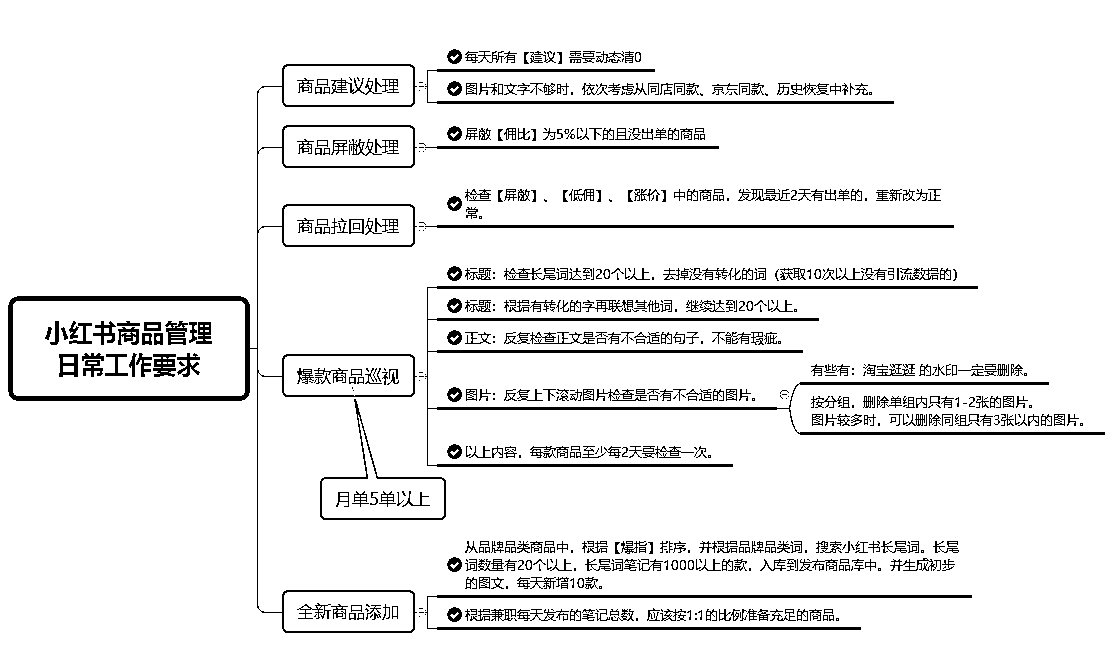 小红书商品管理
日常工作要求
商品建议处理
每天所有【建议】需要动态清0
图片和文字不够时，依次考虑从同店同款、京东同款、历史恢复中补充。
商品屏敝处理
屏敝【佣比】为5%以下的且没出单的商品
商品拉回处理
检查【屏敝】、【低佣】、【涨价】中的商品，发现最近2天有出单的，重新改为正
常。
爆款商品巡视
标题：检查长尾词达到20个以上，去掉没有转化的词（获取10次以上没有引流数据的）
标题：根据有转化的字再联想其他词，继续达到20个以上。
正文：反复检查正文是否有不合适的句子，不能有瑕疵。
图片：反复上下滚动图片检查是否有不合适的图片。
有些有：淘宝逛逛 的水印一定要删除。
按分组，删除单组内只有1-2张的图片。
图片较多时，可以删除同组只有3张以内的图片。
以上内容，每款商品至少每2天要检查一次。
月单5单以上
全新商品添加
从品牌品类商品中，根据【爆指】排序，并根据品牌品类词，搜索小红书长尾词。长尾
词数量有20个以上，长尾词笔记有1000以上的款，入库到发布商品库中。并生成初步
的图文，每天新增10款。
根据兼职每天发布的笔记总数，应该按1:1的比例准备充足的商品。